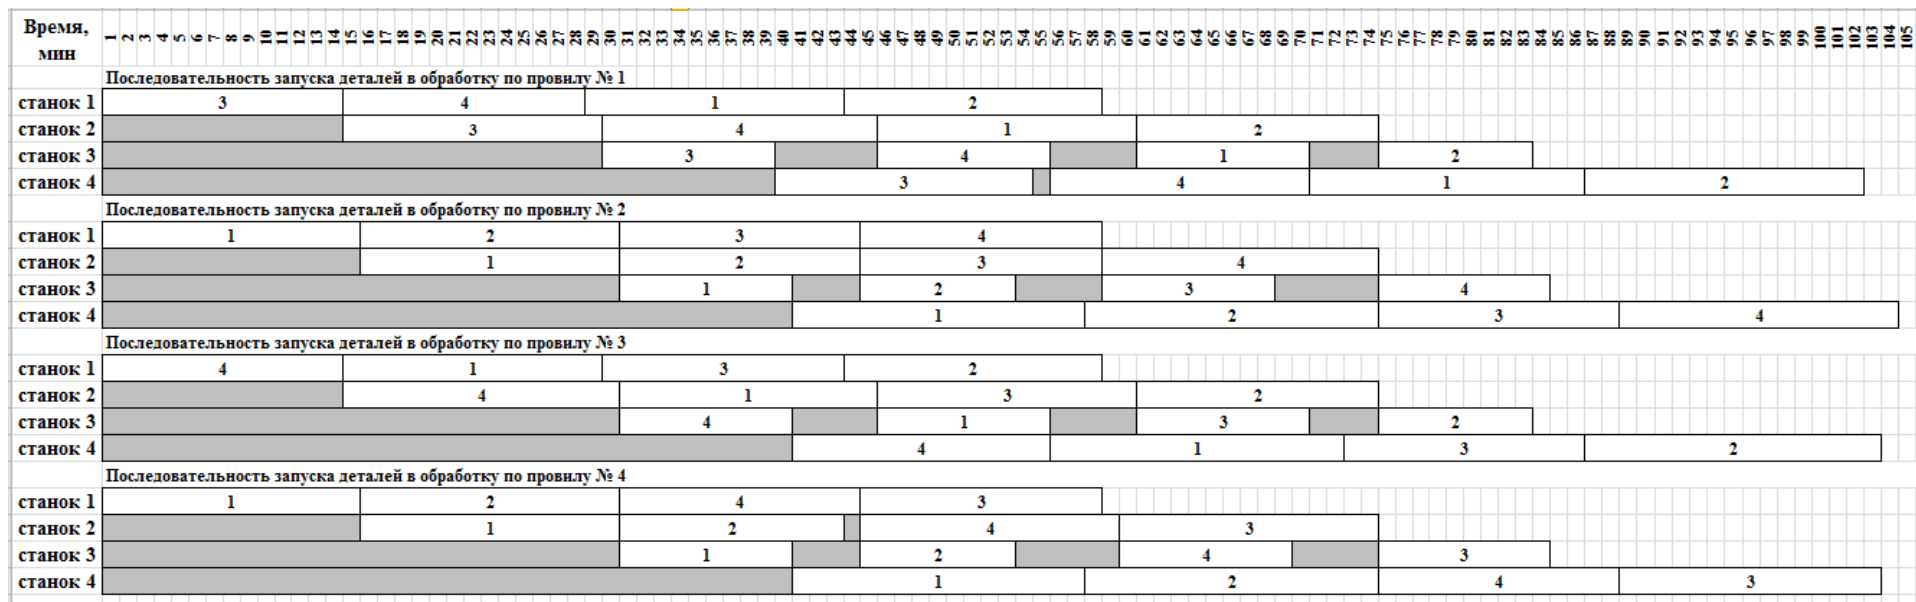 Время, мин 1 2 3 4 5 6 7 8 9 10 11 12 13 14 15 16 17 18 19 20 21 22 23 24 25 26 27 28 29 30 31 32 33 34 35 36 37 38 39 40 41 42 43 44 45 46 47 48 49 50 51 52 53 54 55 56 57 58 59 60 61 62 63 64 65 66 67 68 69 70 71 72 73 74 75 76 77 78 79 80 81 82 83 84 85 86 87 88 89 90 91 92 93 94 95 96 97 98 99 100 101 102 103 104 105
Последовательность запуска деталей в обработку по провилу № 1
станок 1 3 4 1 2
станок 2 3 4 1 2
станок 3 3 4 1 2
станок 4 3 4 1 2
Последовательность запуска деталей в обработку по провилу № 2
станок 1 1 2 3 4
станок 2 1 2 3 4
станок 3 1 2 3 4
станок 4 1 2 3 4
Последовательность запуска деталей в обработку по провилу № 3
станок 1 4 1 3 2
станок 2 4 1 3 2
станок 3 4 1 3 2
станок 4 4 1 3 2
Последовательность запуска деталей в обработку по провилу № 4
станок 1 1 2 4 3
станок 2 1 2 4 3
станок 3 1 2 4 3
станок 4 1 2 4 3